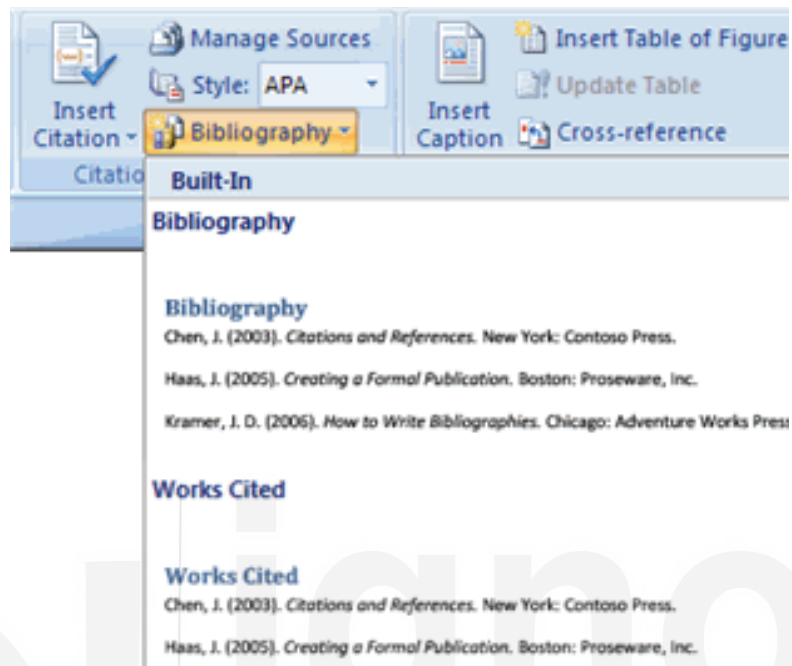 Manage Sources
Insert Table of Figure
Style: APA
Update Table
Insert
Citation
Bibliography
Insert
Caption
Cross-reference
Citatio
Built-In
Bibliography
Bibliography
Chen, J. (2003). Citations and References. New York: Contoso Press.
Haas, J. (2005). Creating a Formal Publication. Boston: Proseware, Inc.
Kramer, J. D. (2006). How to Write Bibliographies. Chicago: Adventure Works Press
Works Cited
Works Cited
Chen, J. (2003). Citations and References. New York: Contoso Press.
Haas, J. (2005). Creating a Formal Publication. Boston: Proseware, Inc.